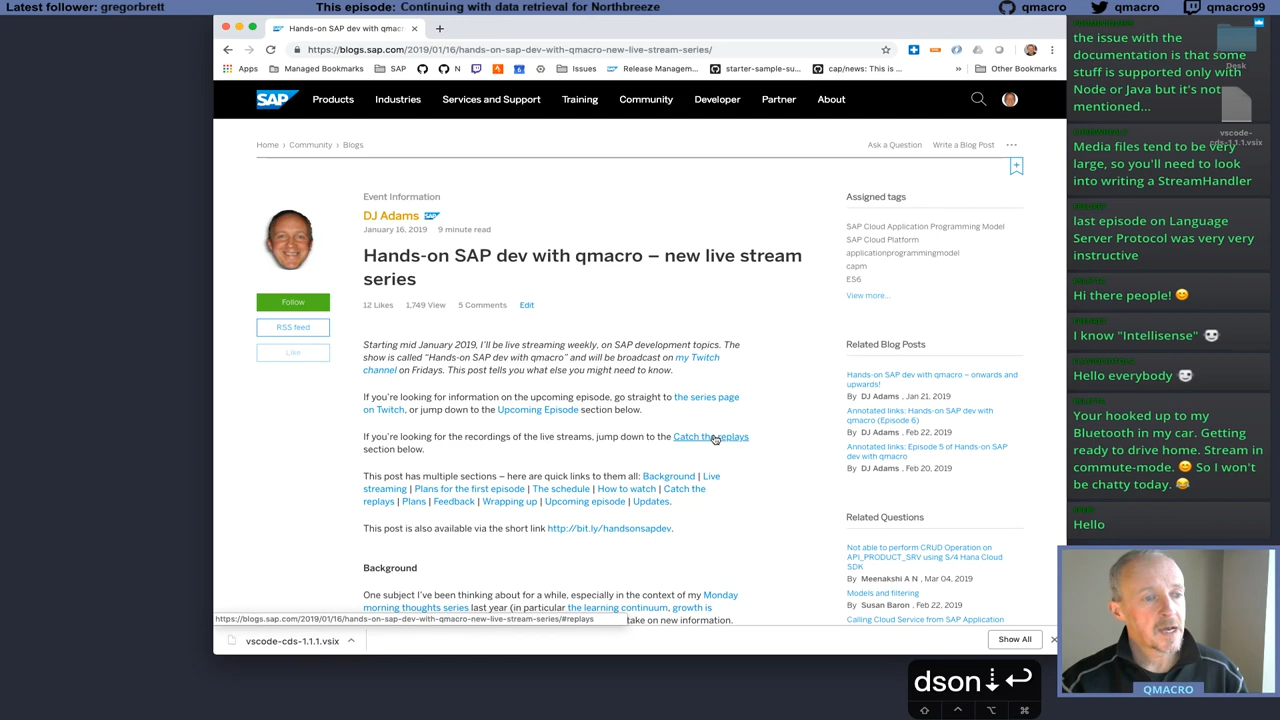 Latest follower: gregorbrett
This episode: Continuing with data retrieval for Northbreeze
qmacro
qmacro
qmacro99
Hands-on SAP dev with qmacr
https://blogs.sap.com/2019/01/16/hands-on-sap-dev-with-qmacro-new-live-stream-series/
Apps
Managed Bookmarks
SAP
N
Issues
Release Managem...
starter-sample-su...
cap/news: This is ...
»
Other Bookmarks
SAP
Products
Industries
Services and Support
Training
Community
Developer
Partner
About
Home › Community › Blogs
Ask a Question
Write a Blog Post
Event Information
DJ Adams
January 16, 2019
9 minute read
Hands-on SAP dev with qmacro – new live stream
series
12 Likes
1,749 View
5 Comments
Edit
Follow
RSS feed
Like
Starting mid January 2019, I'll be live streaming weekly, on SAP development topics. The
show is called "Hands-on SAP dev with qmacro" and will be broadcast on my Twitch
channel on Fridays. This post tells you what else you might need to know.
If you're looking for information on the upcoming episode, go straight to the series page
on Twitch, or jump down to the Upcoming Episode section below.
If you're looking for the recordings of the live streams, jump down to the Catch the replays
section below.
This post has multiple sections – here are quick links to them all: Background | Live
streaming | Plans for the first episode | The schedule | How to watch | Catch the
replays | Plans | Feedback | Wrapping up | Upcoming episode | Updates.
This post is also available via the short link http://bit.ly/handsonsapdev.
Background
One subject I've been thinking about for a while, especially in the context of my Monday
morning thoughts series last year (in particular the learning continuum, growth is
take on new information.
https://blogs.sap.com/2019/01/16/hands-on-sap-dev-with-qmacro-new-live-stream-series/#replays
Assigned tags
SAP Cloud Application Programming Model
SAP Cloud Platform
applicationprogrammingmodel
capm
ES6
View more...
Related Blog Posts
Hands-on SAP dev with qmacro – onwards and
upwards!
By DJ Adams , Jan 21, 2019
Annotated links: Hands-on SAP dev with
qmacro (Episode 6)
By DJ Adams , Feb 22, 2019
Annotated links: Episode 5 of Hands-on SAP
dev with qmacro
By DJ Adams , Feb 20, 2019
Related Questions
Not able to perform CRUD Operation on
API_PRODUCT_SRV using S/4 Hana Cloud
SDK
By Meenakshi A N , Mar 04, 2019
Models and filtering
By Susan Baron , Feb 22, 2019
Calling Cloud Service from SAP Application
vscode-cds-1.1.1.vsix
Show All
the issue with the
documentation is that some
stuff is supported only with
Node or Java but it's not
mentioned...
Media files tend to be very
large, so you'll need to look
into writing a StreamHandler
last episode on Language
Server Protocol was very very
instructive
Hi there people! 😊
I know "Intellisense"
Hello everybody
Your hooked up to my
Bluetooth in my car. Getting
ready to drive home. Stream in
commute-mode. 😊 So I won't
be chatty today. 😂
Hello
Desk
vscode-
cds-1.1.1.vsix
QMACRO
dson↓ ↩
⇧ ⌃ ⌥ ⌘